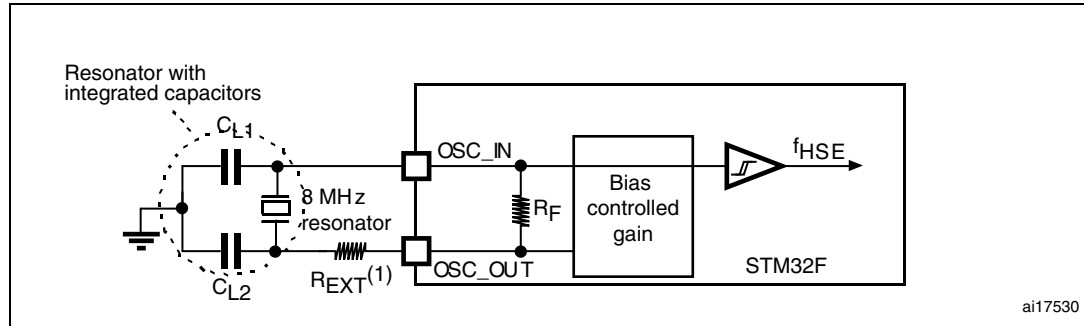 Resonator with
integrated capacitors
CL1
OSC_IN
fHSE
8 MHz
resonator
RF
Bias
controlled
gain
OSC_OUT
STM32F
REXT(1)
CL2
ai17530